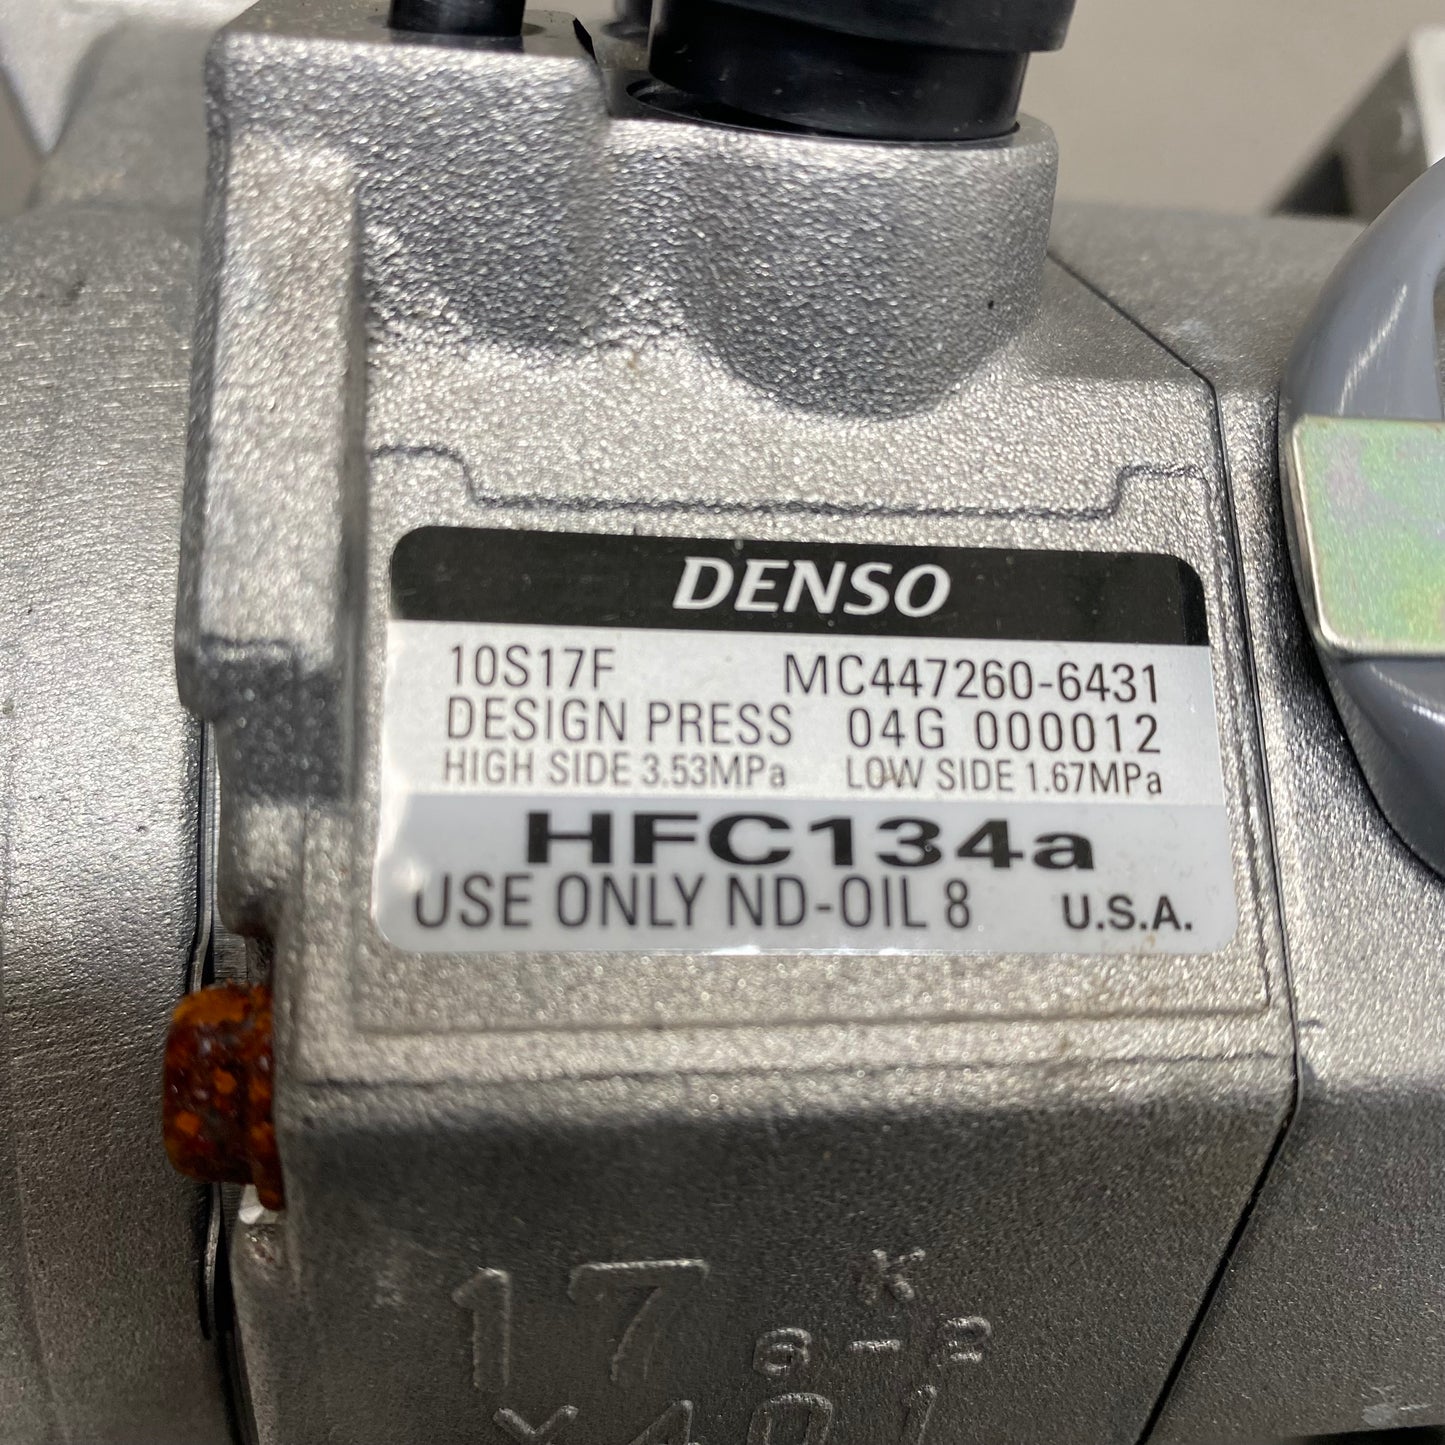 DENSO
10S17F MC447260-6431
DESIGN PRESS 04G 000012
HIGH SIDE 3.53MPa LOW SIDE 1.67MPa
HFC134a
USE ONLY ND-OIL 8 U.S.A.
17 K